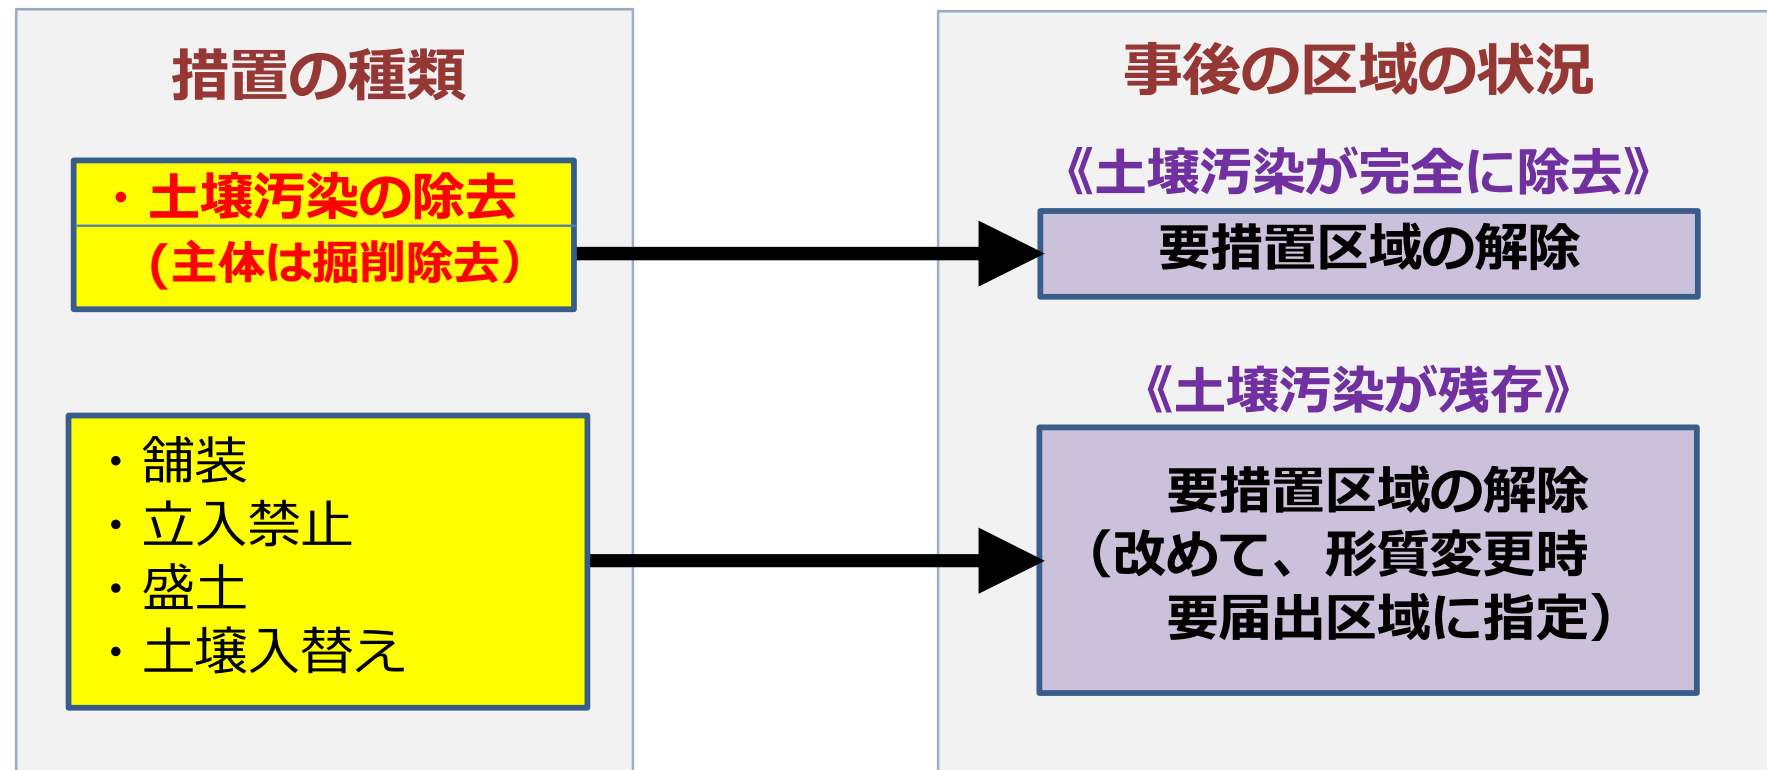 措置の種類
・土壌汚染の除去
(主体は掘削除去）
・舗装
・立入禁止
・盛土
・土壌入替え
事後の区域の状況
《土壌汚染が完全に除去》
要措置区域の解除
《土壌汚染が残存》
要措置区域の解除
（改めて、形質変更時
要届出区域に指定）